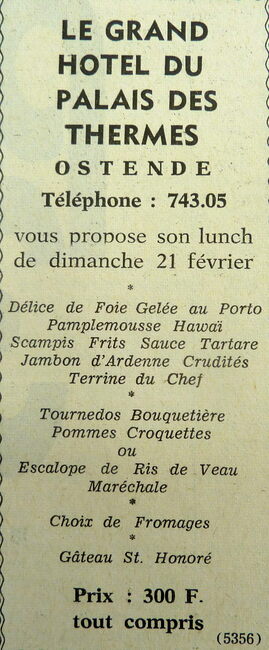 LE GRAND
HOTEL DU
PALAIS DES
THERMES
OSTENDE
Téléphone : 743.05
vous propose son lunch
de dimanche 21 février
*
Délice de Foie Gelée au Porto
Pamplemousse Hawaï
Scampis Frits Sauce Tartare
Jambon d'Ardenne Crudités
Terrine du Chef
*
Tournedos Bouquetière
Pommes Croquettes
ou
Escalope de Ris de Veau
Maréchale
*
Choix de Fromages
*
Gâteau St. Honoré
Prix : 300 F.
tout compris
(5356)